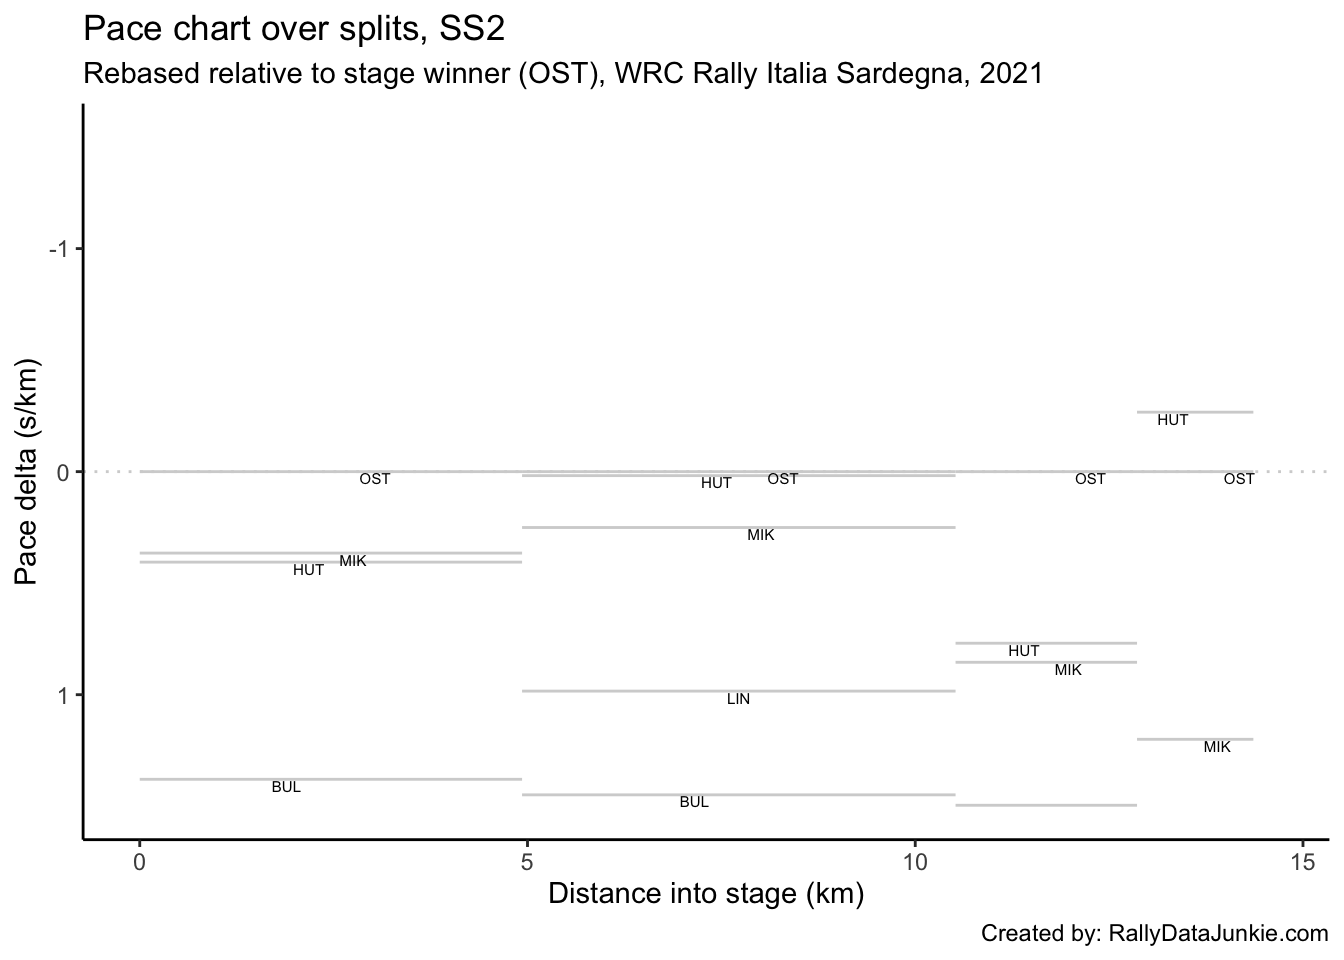 Pace chart over splits, SS2
Rebased relative to stage winner (OST), WRC Rally Italia Sardegna, 2021
Pace delta (s/km)
-1
0
1
HUT
OST
HUT
OST
OST
OST
MIK
MIK
HUT
HUT
MIK
LIN
MIK
BUL
BUL
0
5
10
15
Distance into stage (km)
Created by: RallyDataJunkie.com